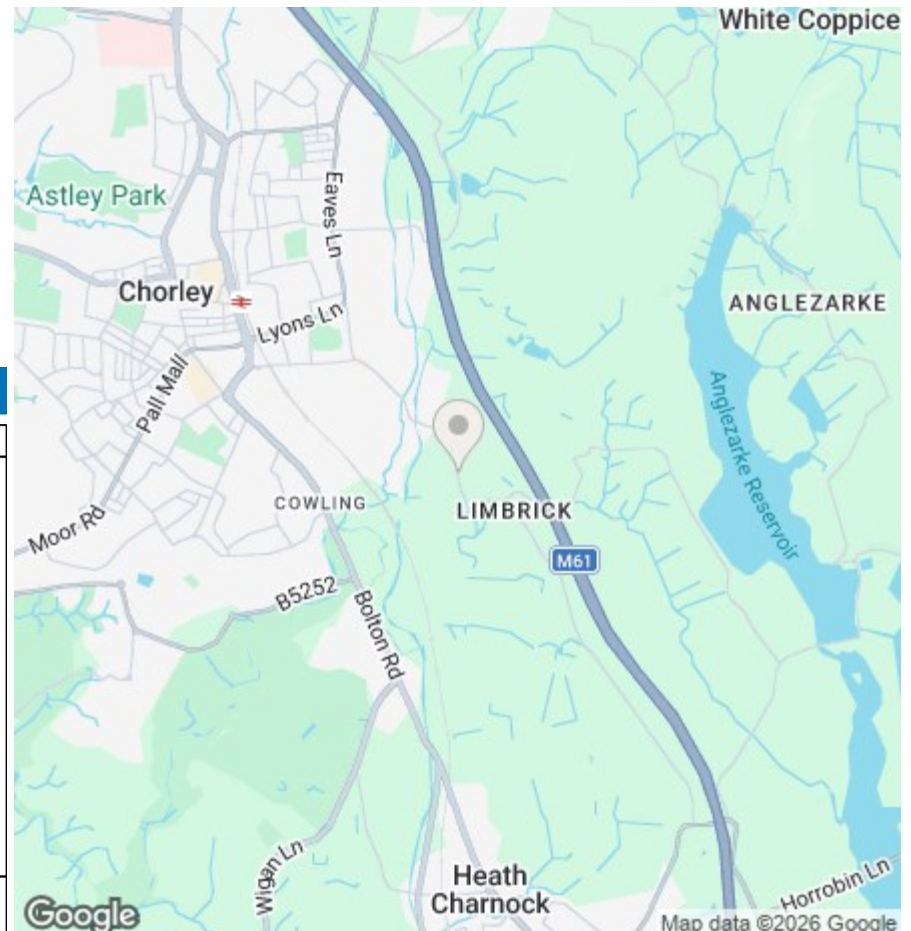 White Coppice
Astley Park
Eaves Ln
Chorley
Lyons Ln
ANGLEZARKE
Pall Mall
Anglezarke Reservoir
COWLING
LIMBRICK
Moor Rd
M61
B5252
Bolton Rd
Wigan Ln
Heath
Charnock
Horrobin Ln
Google
Map data ©2026 Google